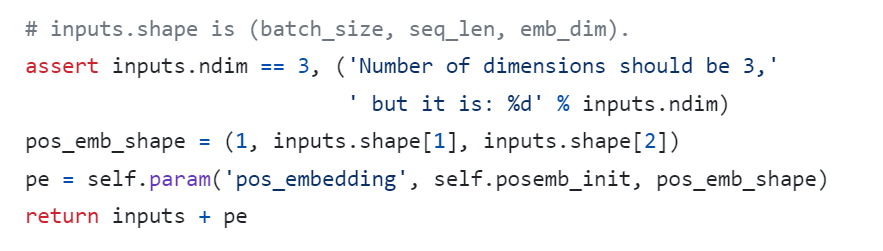 # inputs.shape is (batch_size, seq_len, emb_dim).
assert inputs.ndim == 3, ('Number of dimensions should be 3,'
' but it is: %d' % inputs.ndim)
pos_emb_shape = (1, inputs.shape[1], inputs.shape[2])
pe = self.param('pos_embedding', self.posemb_init, pos_emb_shape)
return inputs + pe